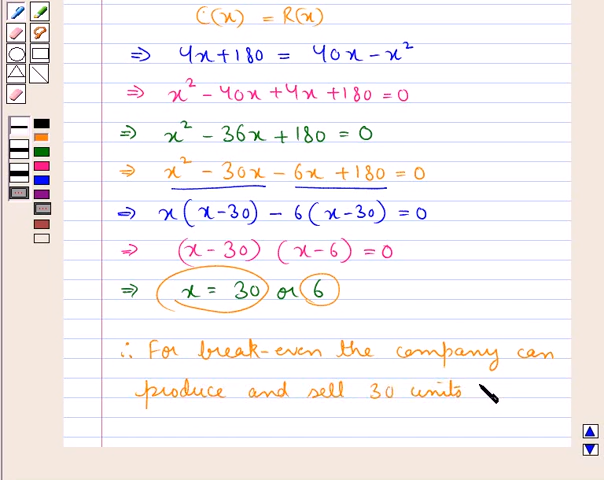 C(x) = R(x)
⇒ 4x + 180 = 40x - x²
⇒ x² - 40x + 4x + 180 = 0
⇒ x² - 36x + 180 = 0
⇒ x² - 30x - 6x + 180 = 0
⇒ x(x-30) - 6(x-30) = 0
⇒ (x - 30) (x - 6) = 0
⇒ x = 30 or 6
∴ For break-even the company can
produce and sell 30 units